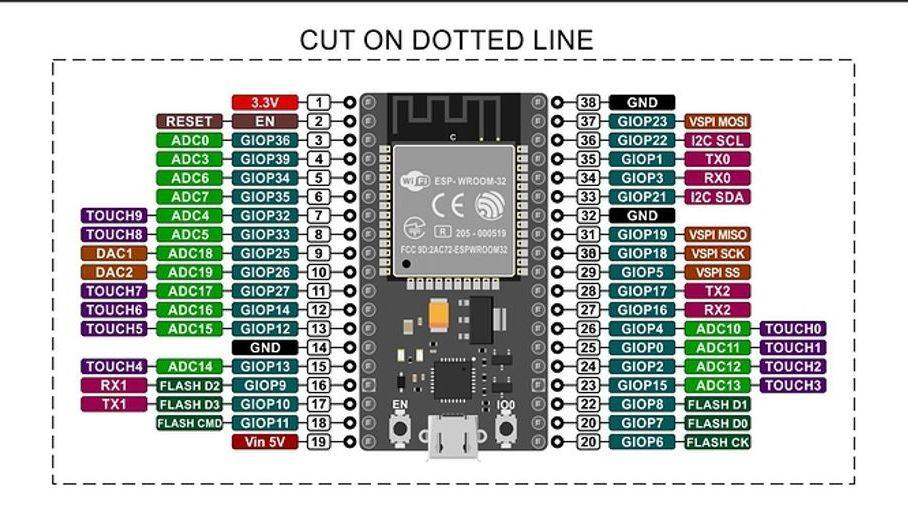 CUT ON DOTTED LINE
3.3V 1 38 GND
RESET EN 2 37 GIOP23 VSPI MOSI
ADC0 GIOP36 3 36 GIOP22 I2C SCL
ADC3 GIOP39 4 35 GIOP1 TX0
ADC6 GIOP34 5 34 GIOP3 RX0
ADC7 GIOP35 6 33 GIOP21 I2C SDA
TOUCH9 ADC4 GIOP32 7 32 GND
TOUCH8 ADC5 GIOP33 8 31 GIOP19 VSPI MISO
DAC1 ADC18 GIOP25 9 30 GIOP18 VSPI SCK
DAC2 ADC19 GIOP26 10 29 GIOP5 VSPI SS
TOUCH7 ADC17 GIOP27 11 28 GIOP17 TX2
TOUCH6 ADC16 GIOP14 12 27 GIOP16 RX2
TOUCH5 ADC15 GIOP12 13 26 GIOP4 ADC10 TOUCH0
GND 14 25 GIOP0 ADC11 TOUCH1
TOUCH4 ADC14 GIOP13 15 24 GIOP2 ADC12 TOUCH2
RX1 FLASH D2 GIOP9 16 23 GIOP15 ADC13 TOUCH3
TX1 FLASH D3 GIOP10 17 22 GIOP8 FLASH D1
FLASH CMD GIOP11 18 20 GIOP7 FLASH D0
Vin 5V 19 20 GIOP6 FLASH CK
C
WiFi ESP- WROOM-32
CE
R 205 - 000519
FCC 9D:2AC72-ESPWROOM32
EN IO0